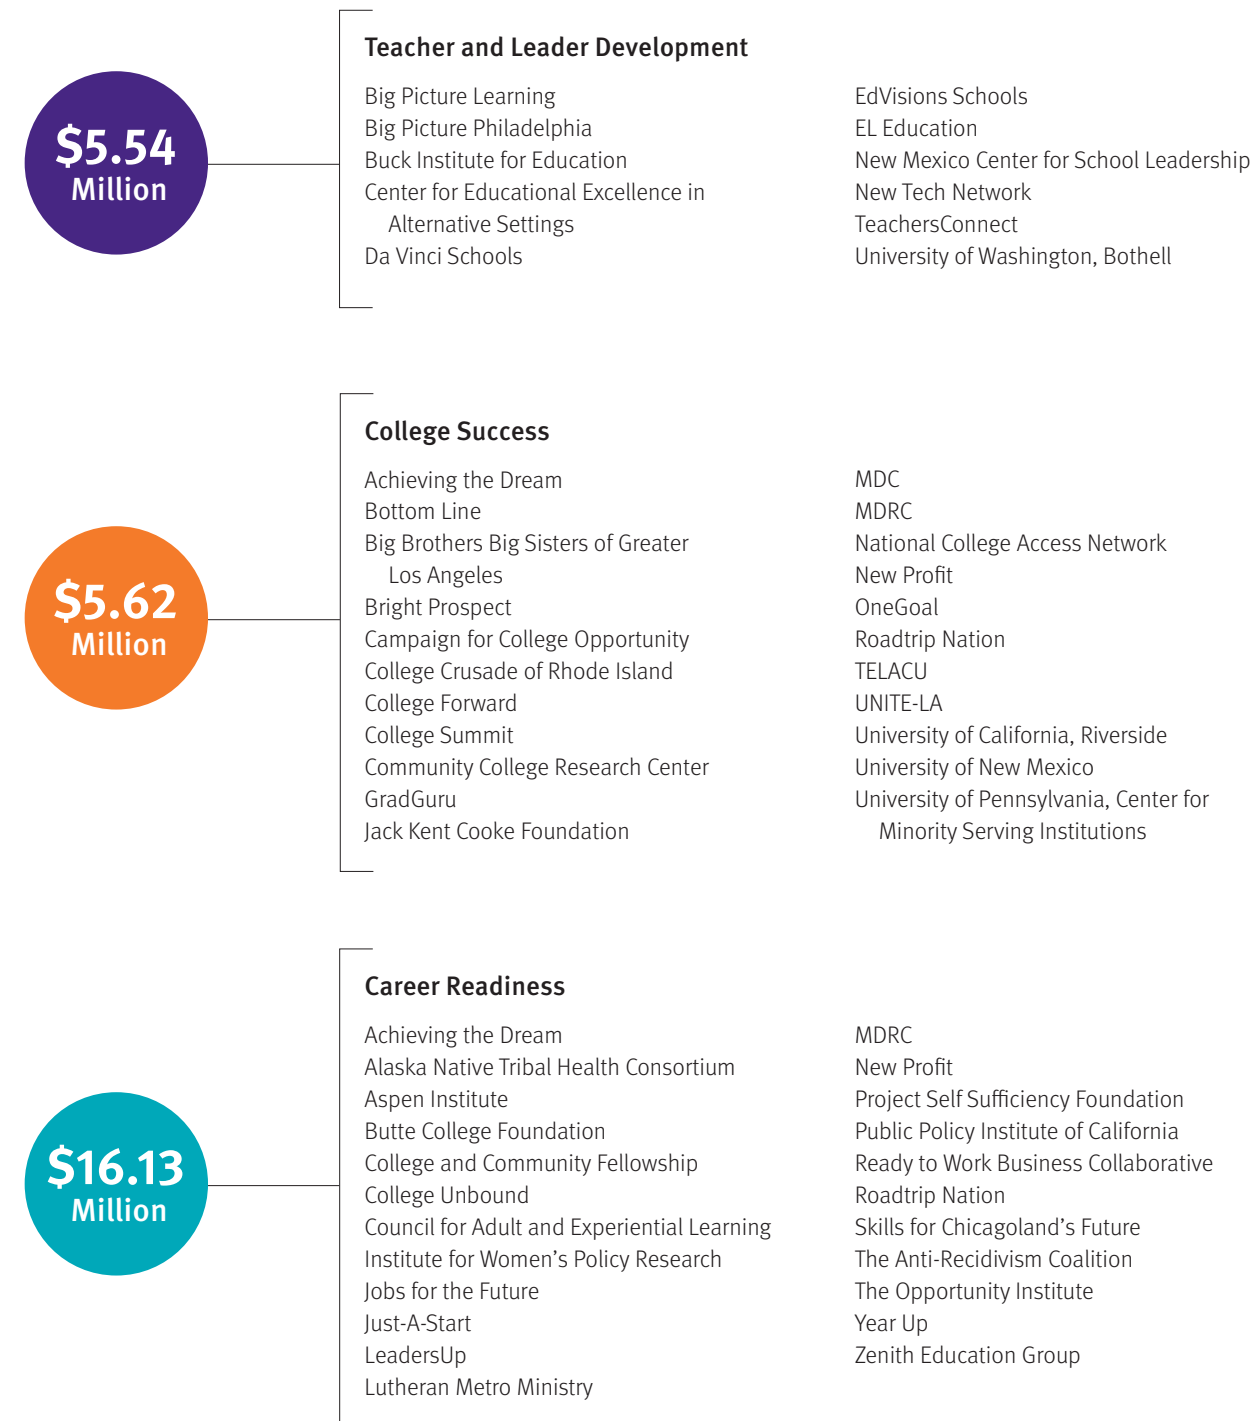 $5.54
Million
Teacher and Leader Development
Big Picture Learning
Big Picture Philadelphia
Buck Institute for Education
Center for Educational Excellence in
Alternative Settings
Da Vinci Schools
EdVisions Schools
EL Education
New Mexico Center for School Leadership
New Tech Network
TeachersConnect
University of Washington, Bothell
$5.62
Million
College Success
Achieving the Dream
Bottom Line
Big Brothers Big Sisters of Greater
Los Angeles
Bright Prospect
Campaign for College Opportunity
College Crusade of Rhode Island
College Forward
College Summit
Community College Research Center
GradGuru
Jack Kent Cooke Foundation
MDC
MDRC
National College Access Network
New Profit
OneGoal
Roadtrip Nation
TELACU
UNITE-LA
University of California, Riverside
University of New Mexico
University of Pennsylvania, Center for
Minority Serving Institutions
$16.13
Million
Career Readiness
Achieving the Dream
Alaska Native Tribal Health Consortium
Aspen Institute
Butte College Foundation
College and Community Fellowship
College Unbound
Council for Adult and Experiential Learning
Institute for Women's Policy Research
Jobs for the Future
Just-A-Start
LeadersUp
Lutheran Metro Ministry
MDRC
New Profit
Project Self Sufficiency Foundation
Public Policy Institute of California
Ready to Work Business Collaborative
Roadtrip Nation
Skills for Chicagoland's Future
The Anti-Recidivism Coalition
The Opportunity Institute
Year Up
Zenith Education Group